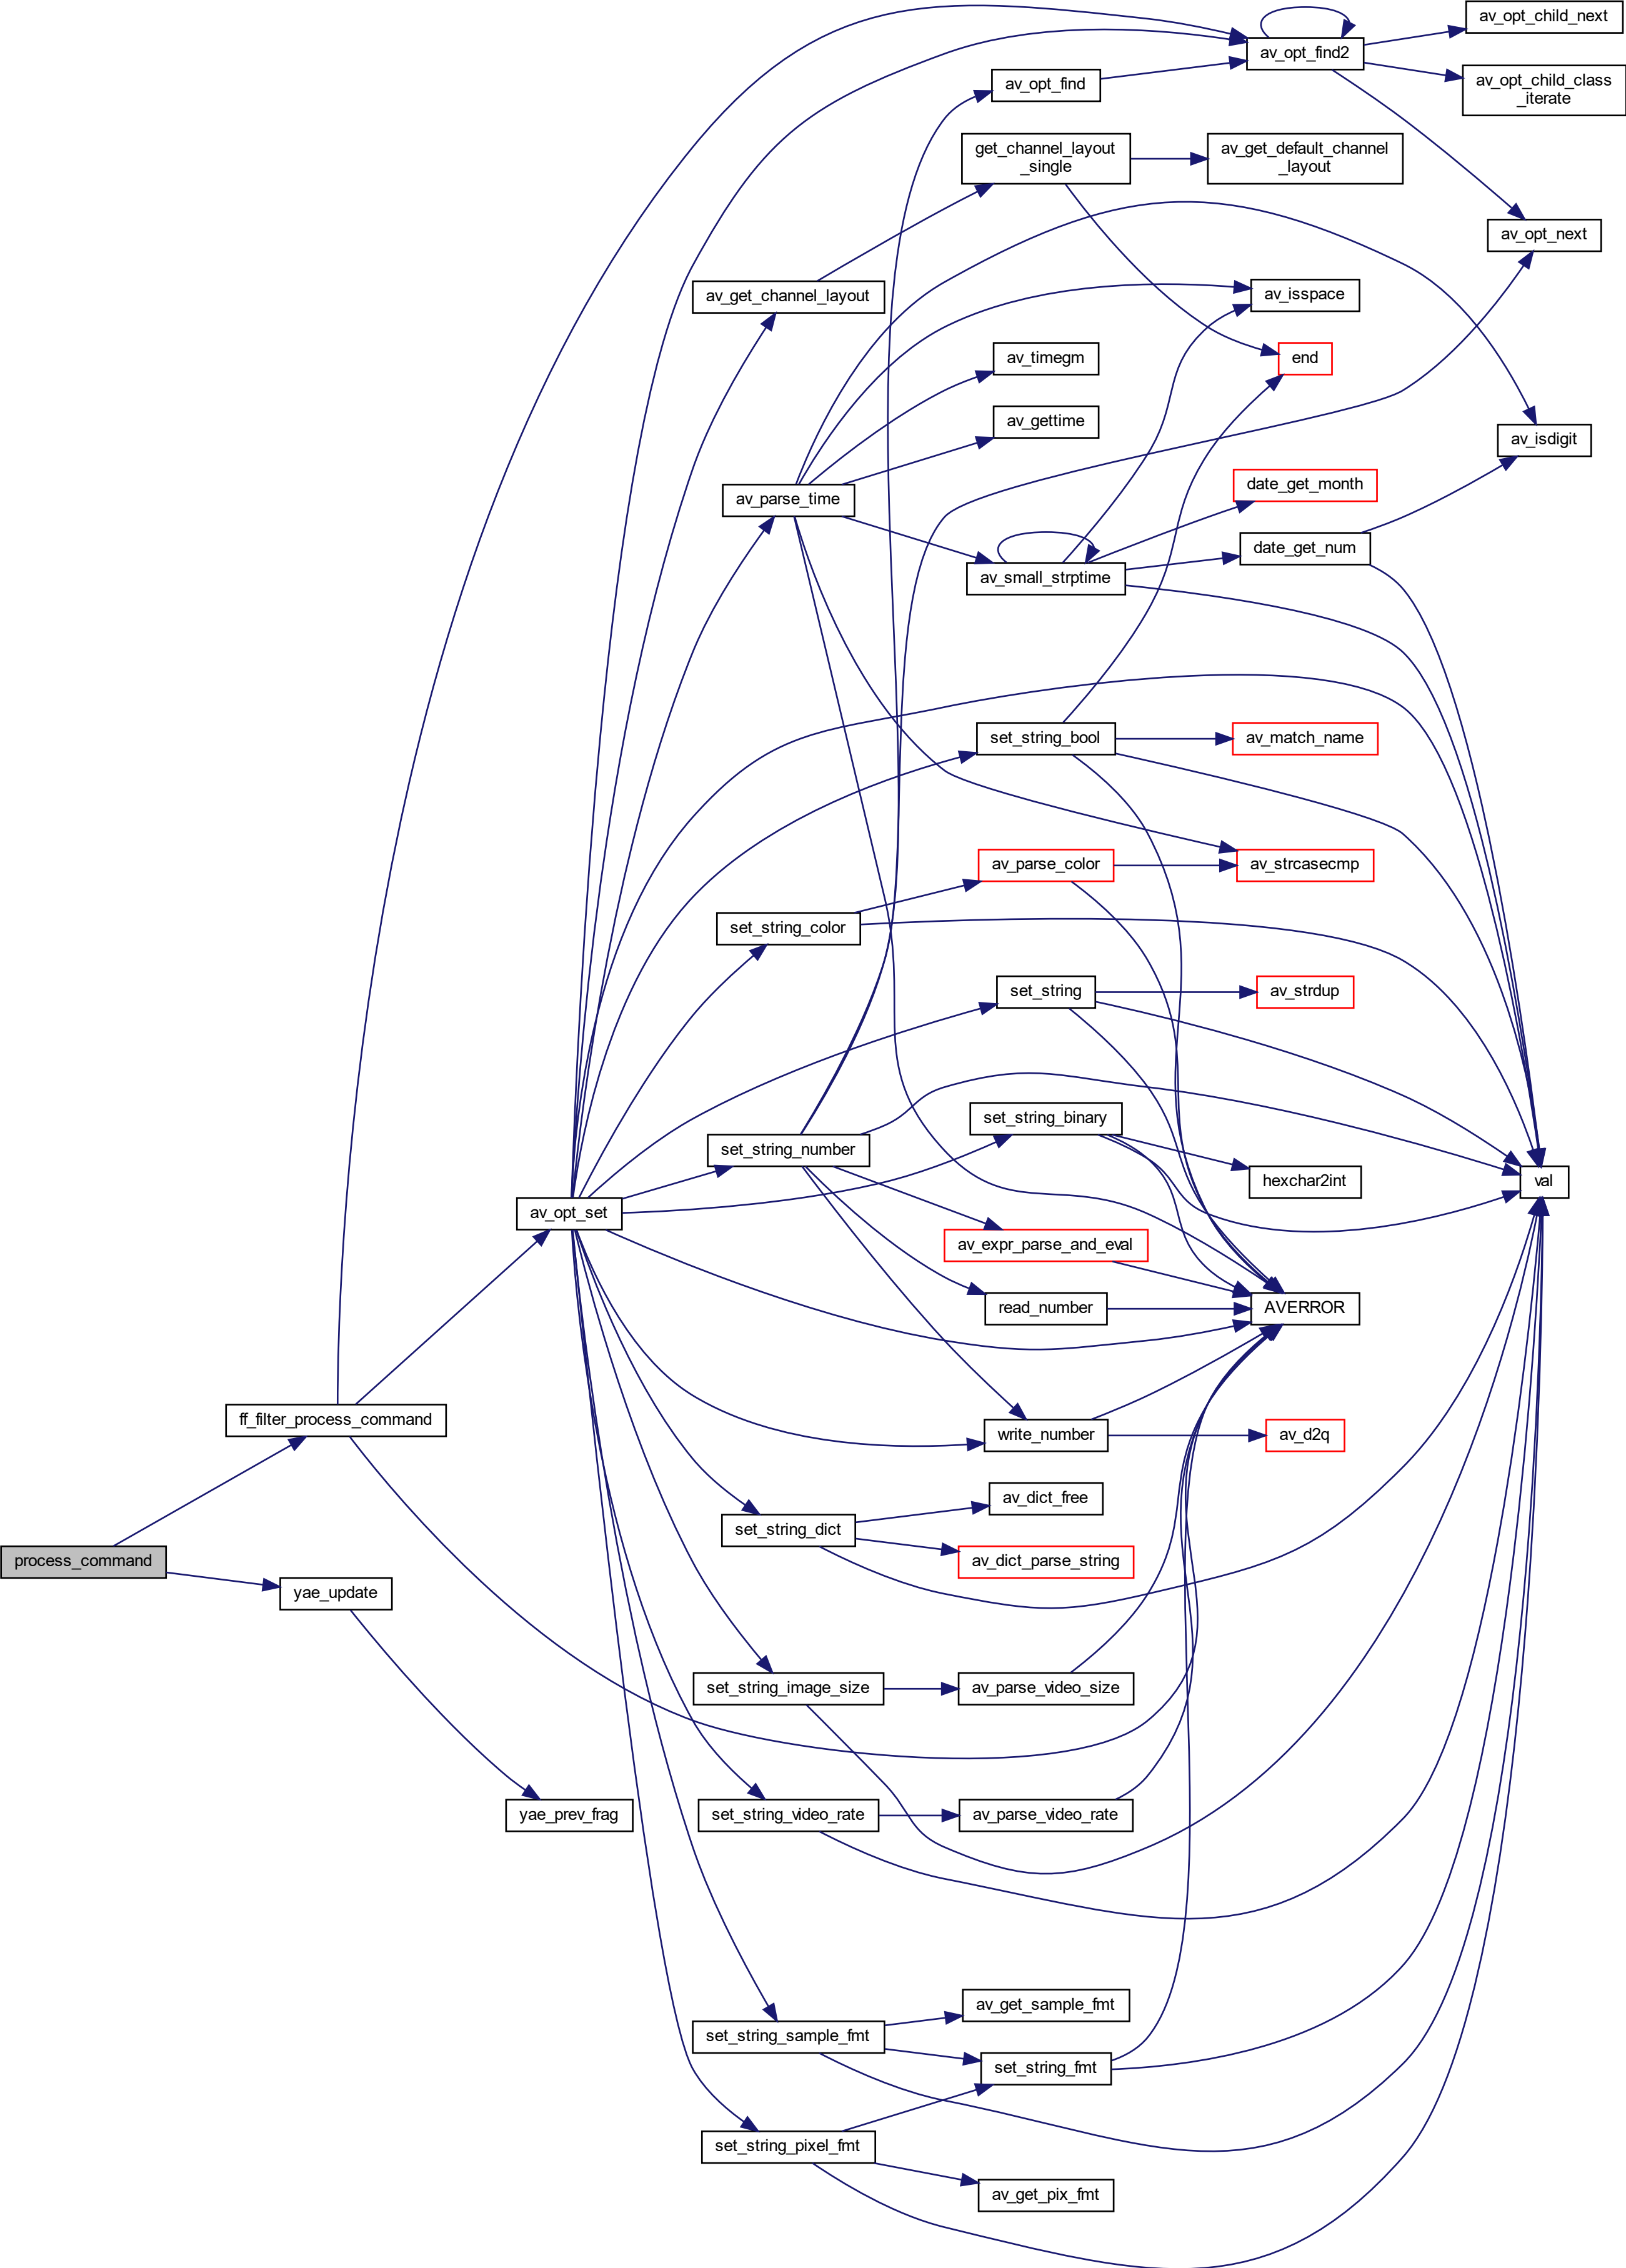 av_opt_child_next
av_opt_find2
av_opt_find
av_opt_child_class
_iterate
get_channel_layout
_single
av_get_default_channel
_layout
av_opt_next
av_get_channel_layout
av_isspace
av_timegm
end
av_gettime
av_isdigit
av_parse_time
date_get_month
date_get_num
av_small_strptime
set_string_bool
av_match_name
av_parse_color
av_strcasecmp
set_string_color
set_string
av_strdup
set_string_binary
set_string_number
hexchar2int
val
av_opt_set
av_expr_parse_and_eval
read_number
AVERROR
ff_filter_process_command
write_number
av_d2q
av_dict_free
set_string_dict
process_command
av_dict_parse_string
yae_update
set_string_image_size
av_parse_video_size
yae_prev_frag
set_string_video_rate
av_parse_video_rate
av_get_sample_fmt
set_string_sample_fmt
set_string_fmt
set_string_pixel_fmt
av_get_pix_fmt